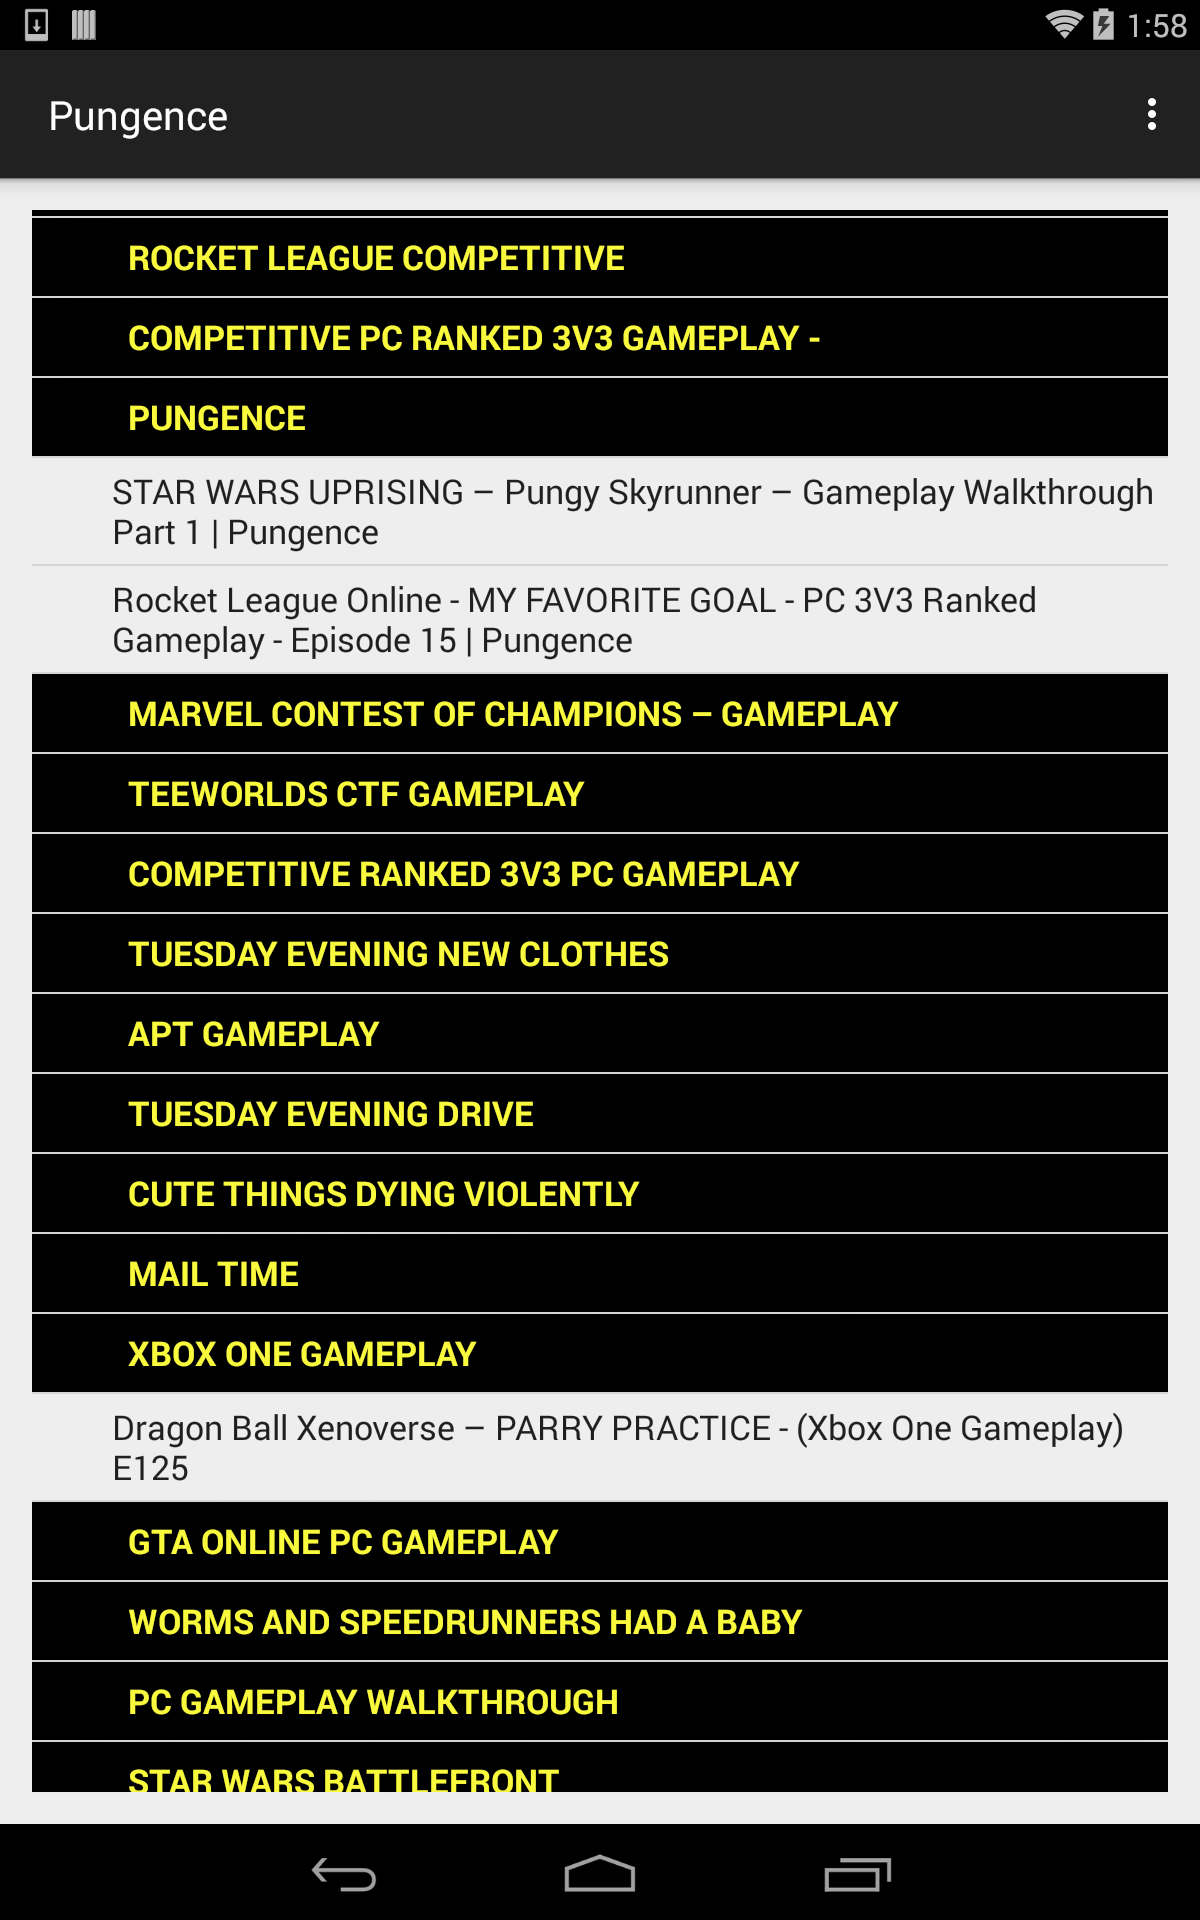 1:58
Pungence
ROCKET LEAGUE COMPETITIVE
COMPETITIVE PC RANKED 3V3 GAMEPLAY -
PUNGENCE
STAR WARS UPRISING – Pungy Skyrunner – Gameplay Walkthrough
Part 1 | Pungence
Rocket League Online - MY FAVORITE GOAL - PC 3V3 Ranked
Gameplay - Episode 15 | Pungence
MARVEL CONTEST OF CHAMPIONS – GAMEPLAY
TEEWORLDS CTF GAMEPLAY
COMPETITIVE RANKED 3V3 PC GAMEPLAY
TUESDAY EVENING NEW CLOTHES
APT GAMEPLAY
TUESDAY EVENING DRIVE
CUTE THINGS DYING VIOLENTLY
MAIL TIME
XBOX ONE GAMEPLAY
Dragon Ball Xenoverse – PARRY PRACTICE - (Xbox One Gameplay)
E125
GTA ONLINE PC GAMEPLAY
WORMS AND SPEEDRUNNERS HAD A BABY
PC GAMEPLAY WALKTHROUGH
STAR WARS BATTLEFRONT